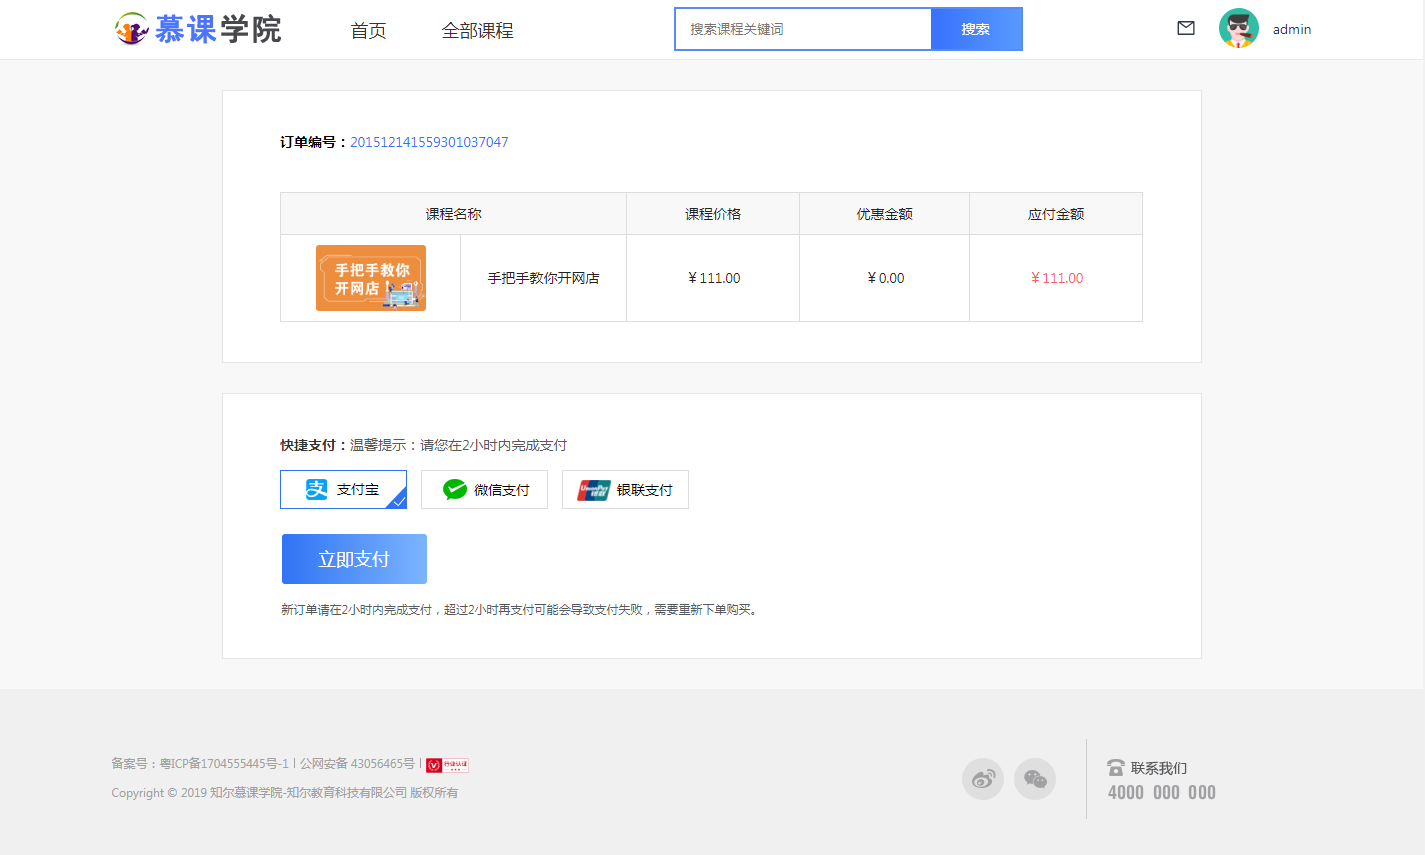 慕课学院
首页
全部课程
搜索课程关键词
搜索
admin
订单编号：201512141559301037047
课程名称
课程价格
优惠金额
应付金额
手把手教你
开网店
手把手教你开网店
￥111.00
￥0.00
￥111.00
快捷支付：温馨提示：请您在2小时内完成支付
支付宝
微信支付
UnionPay
银联
银联支付
立即支付
新订单请在2小时内完成支付，超过2小时再支付可能会导致支付失败，需要重新下单购买。
备案号：粤ICP备1704555445号-1 | 公网安备 43056465号 |
行业认证
Copyright © 2019 知尔慕课学院-知尔教育科技有限公司 版权所有
联系我们
4000 000 000